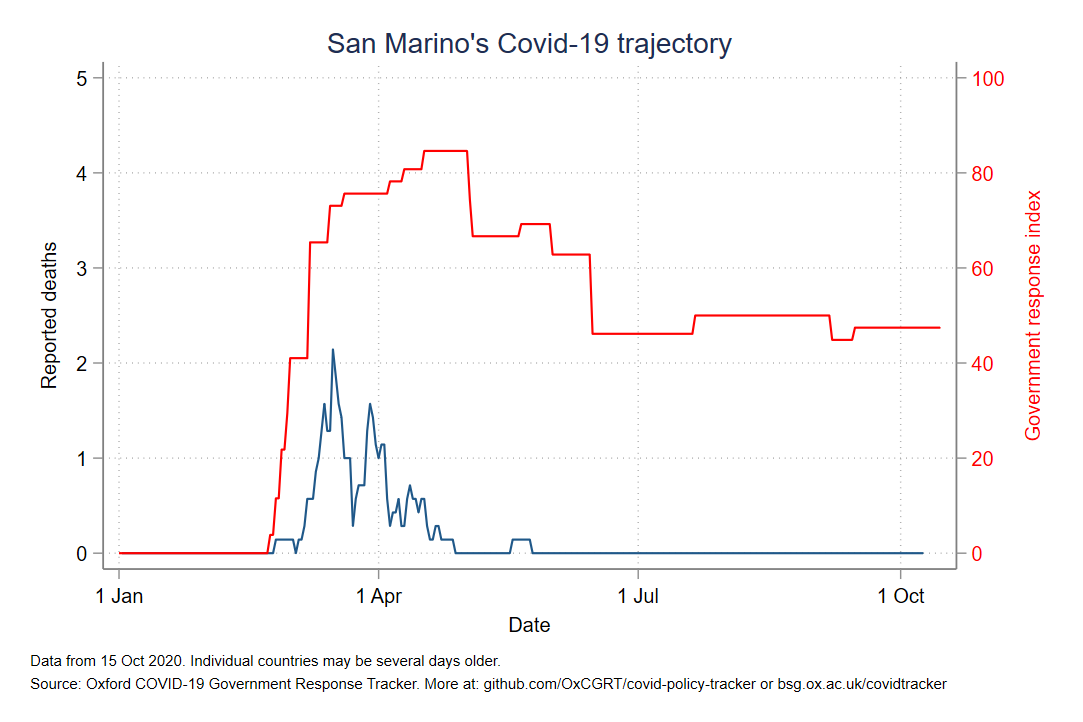 San Marino's Covid-19 trajectory
5
4
3
2
1
0
Reported deaths
100
80
60
40
20
0
Government response index
1 Jan
1 Apr
1 Jul
1 Oct
Date
Data from 15 Oct 2020. Individual countries may be several days older.
Source: Oxford COVID-19 Government Response Tracker. More at: github.com/OxCGRT/covid-policy-tracker or bsg.ox.ac.uk/covidtracker